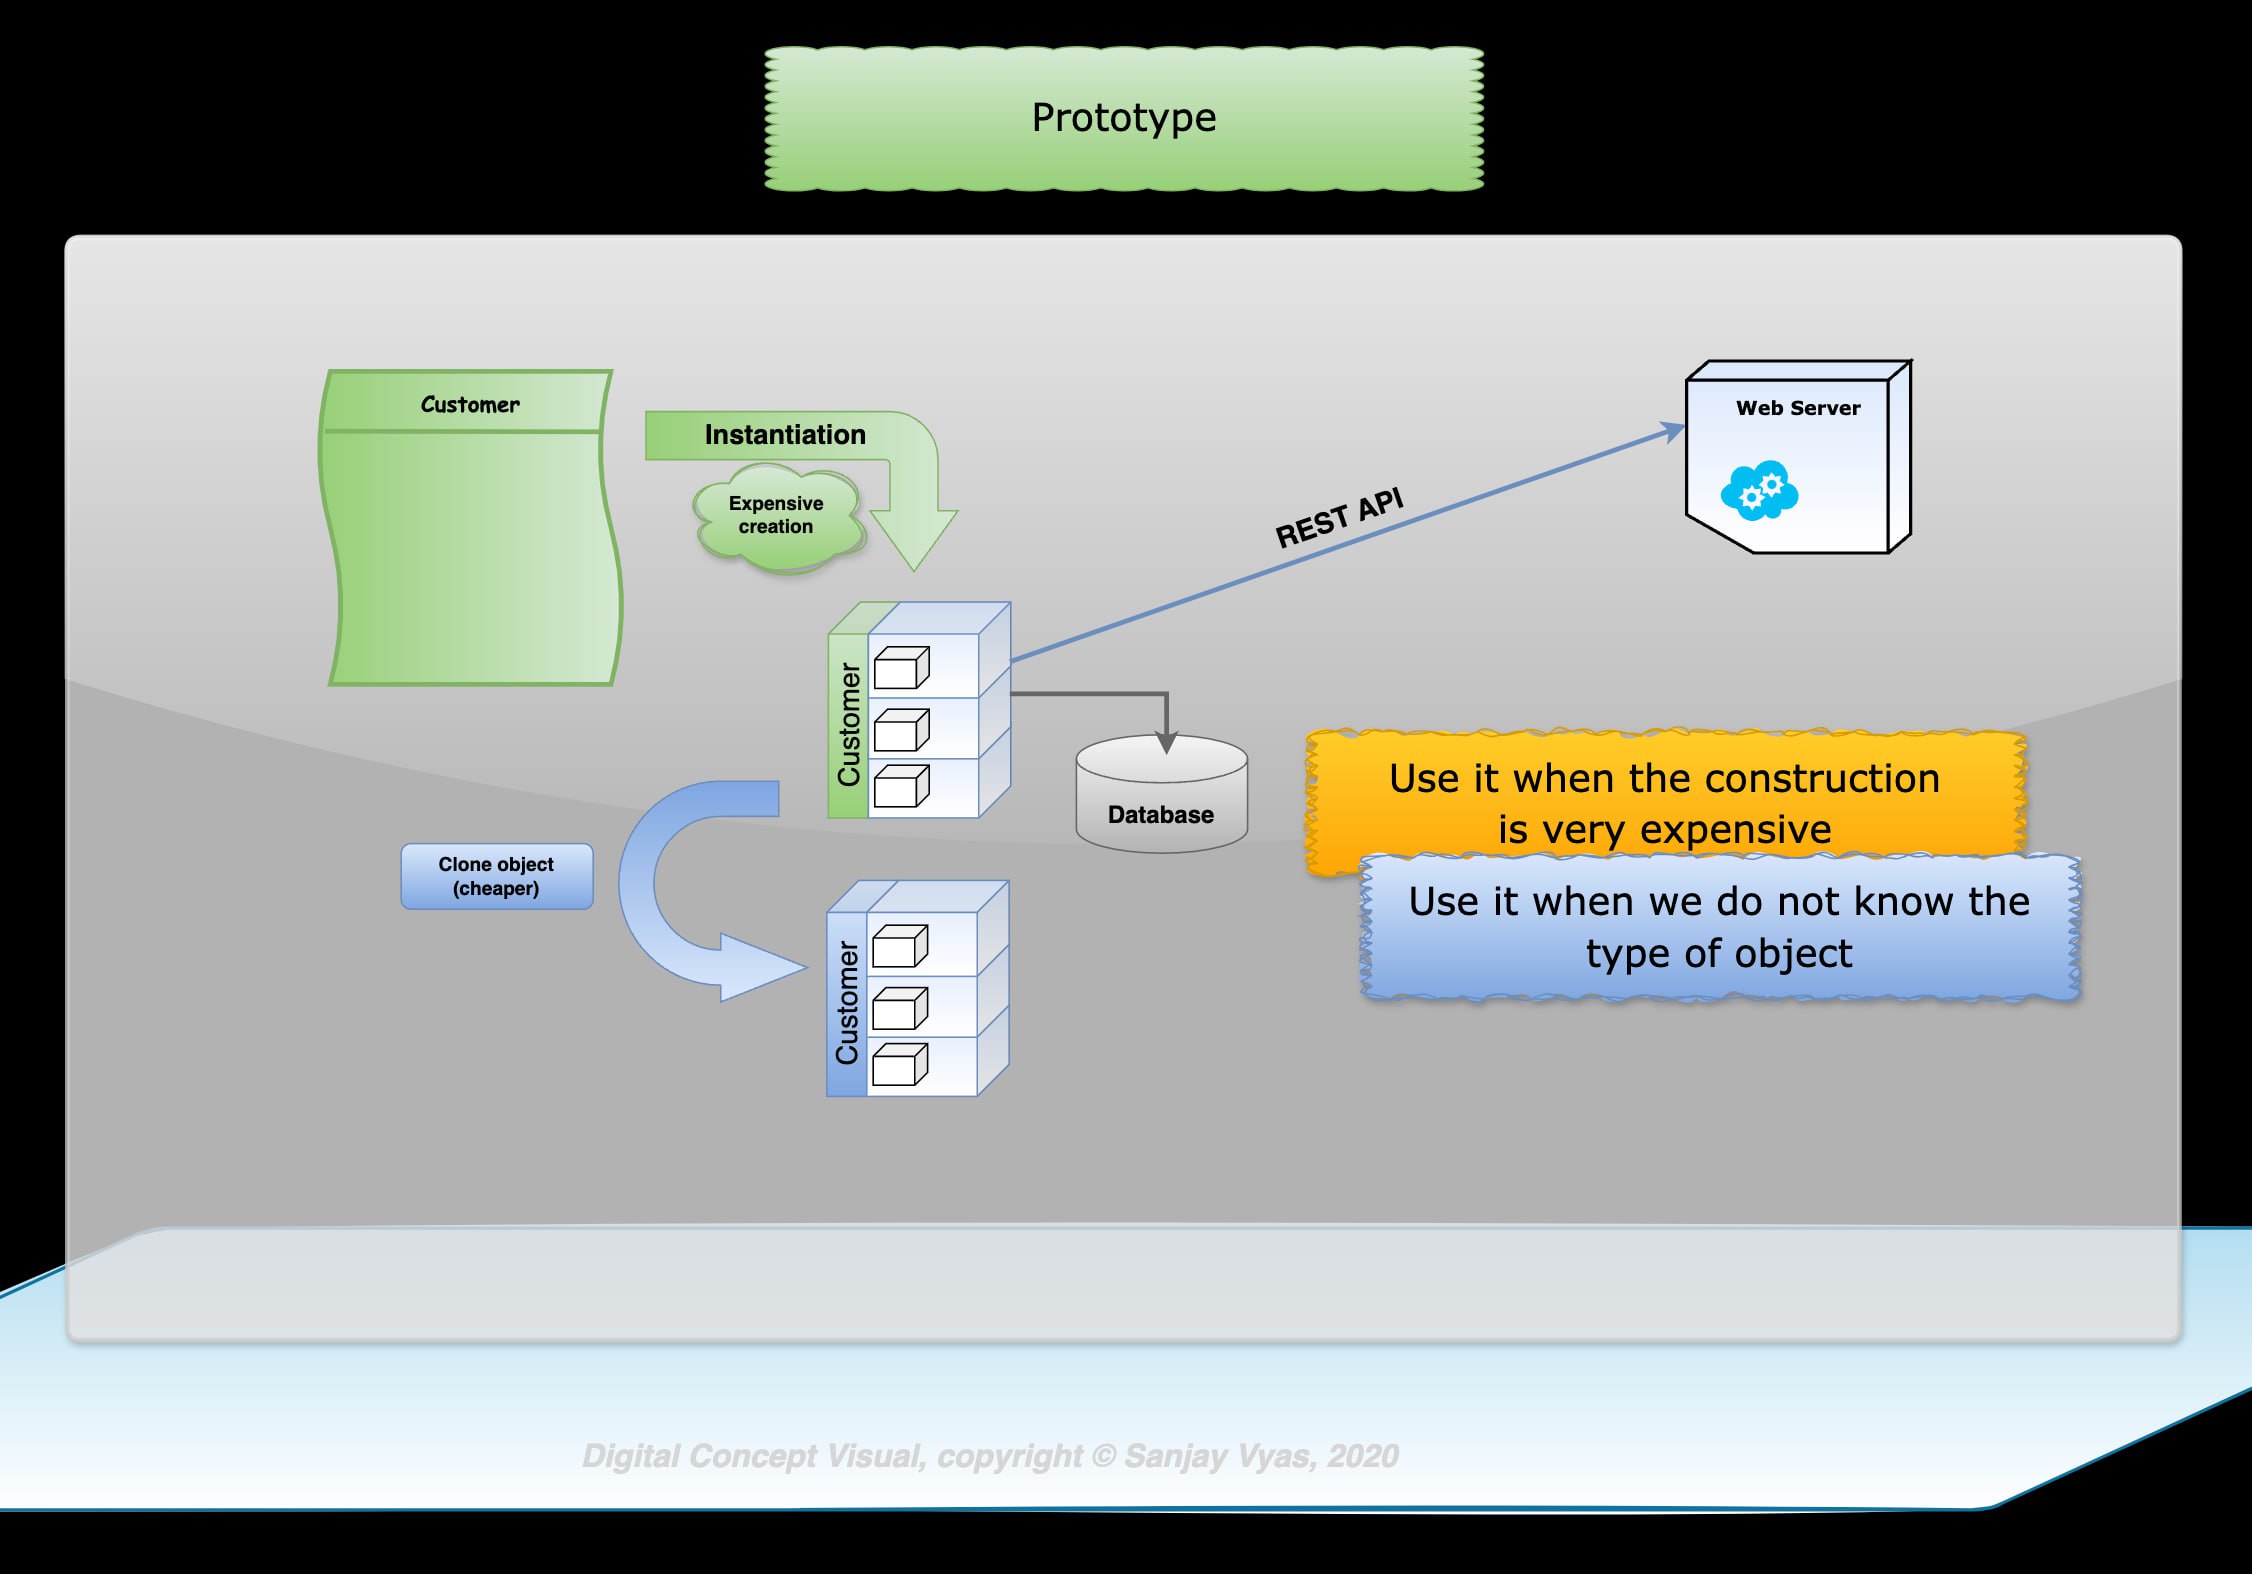 Prototype
Customer
Instantiation
Expensive
creation
REST API
Web Server
Customer
Database
Use it when the construction
is very expensive
Clone object
(cheaper)
Use it when we do not know the
type of object
Customer
Digital Concept Visual, copyright © Sanjay Vyas, 2020